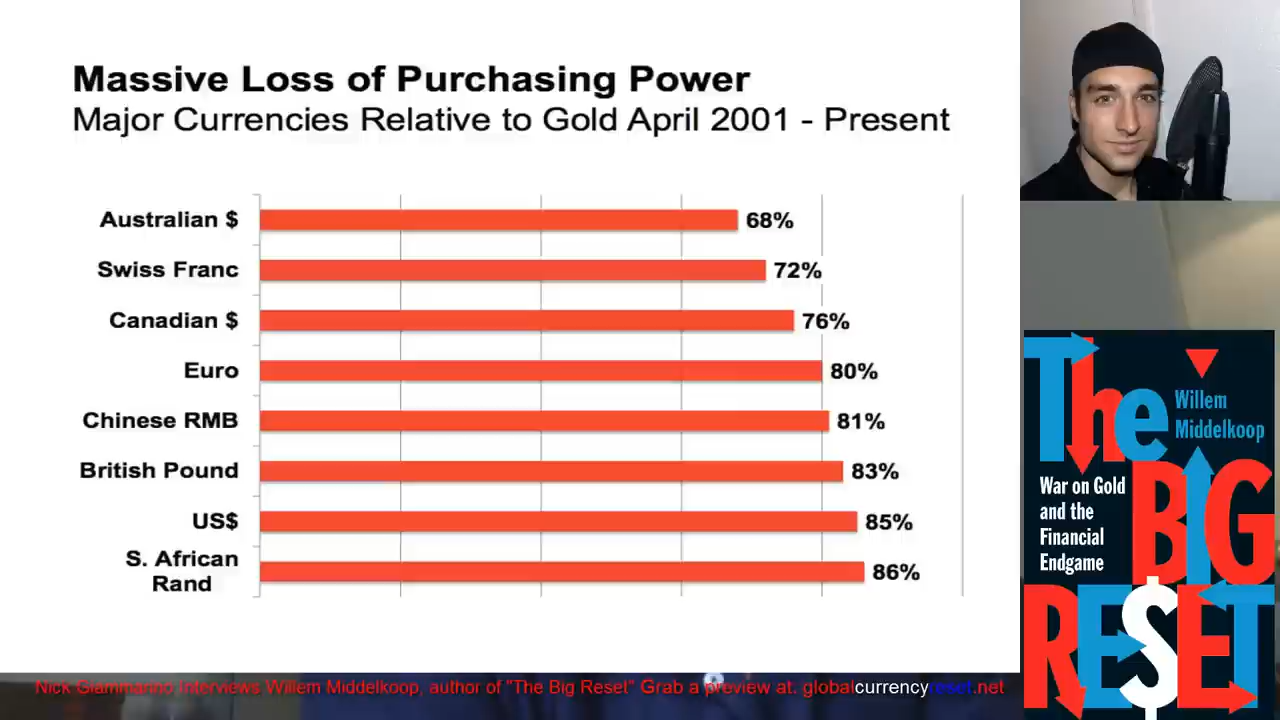 Massive Loss of Purchasing Power
Major Currencies Relative to Gold April 2001 - Present
Australian $ 68%
Swiss Franc 72%
Canadian $ 76%
Euro 80%
Chinese RMB 81%
British Pound 83%
US$ 85%
S. African
Rand 86%
The
Willem
Middelkoop
War on Gold
and the
Financial
Endgame
BIG
RE$ET
Nick Giammarino Interviews Willem Middelkoop, author of "The Big Reset" Grab a preview at. globalcurrencyreset.net